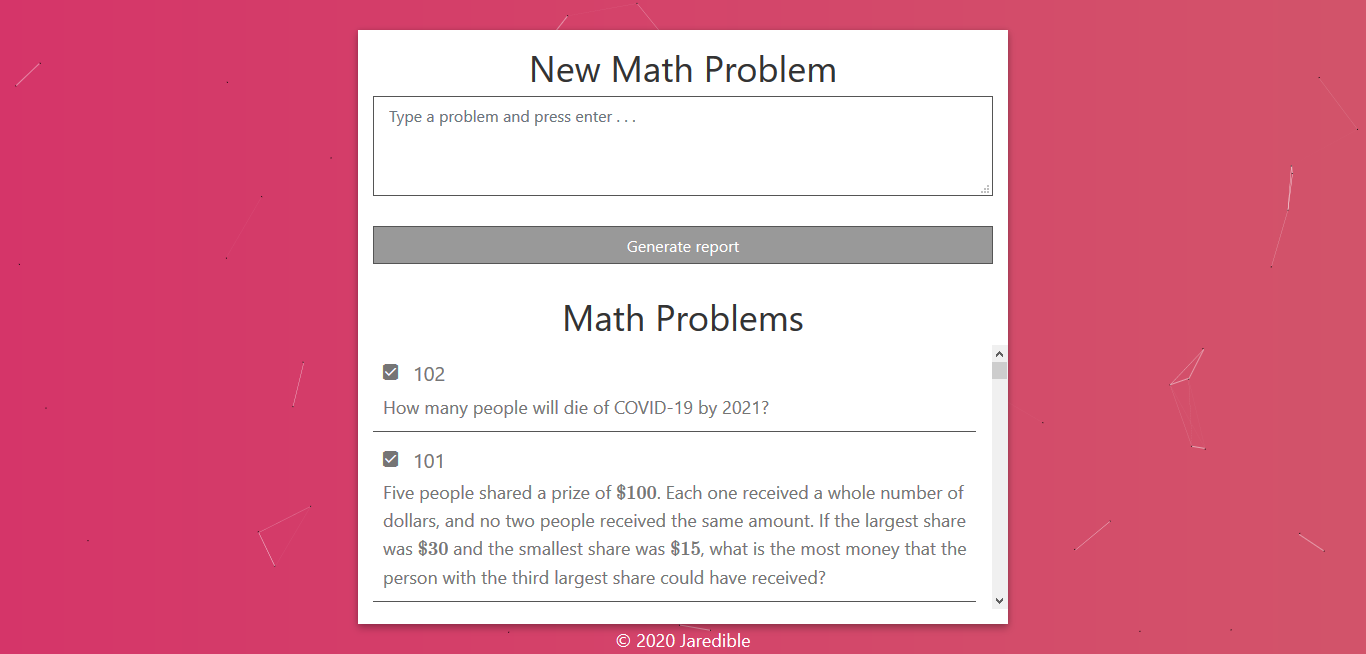 New Math Problem
Type a problem and press enter . . .
Generate report
Math Problems
102
How many people will die of COVID-19 by 2021?
101
Five people shared a prize of $100. Each one received a whole number of
dollars, and no two people received the same amount. If the largest share
was $30 and the smallest share was $15, what is the most money that the
person with the third largest share could have received?
© 2020 Jaredible